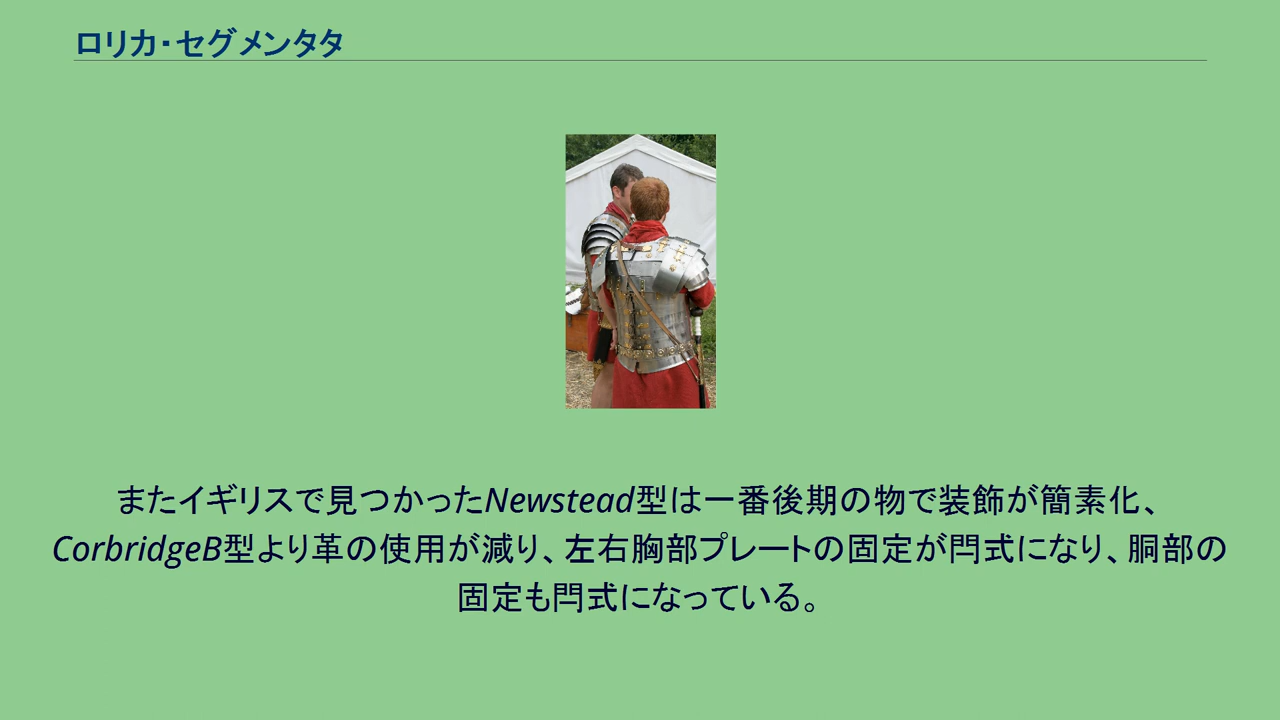 ロリカ・セグメンタタ
またイギリスで見つかったNewstead型は一番後期の物で装飾が簡素化、
CorbridgeB型より革の使用が減り、左右胸部プレートの固定が閂式になり、胴部の
固定も閂式になっている。